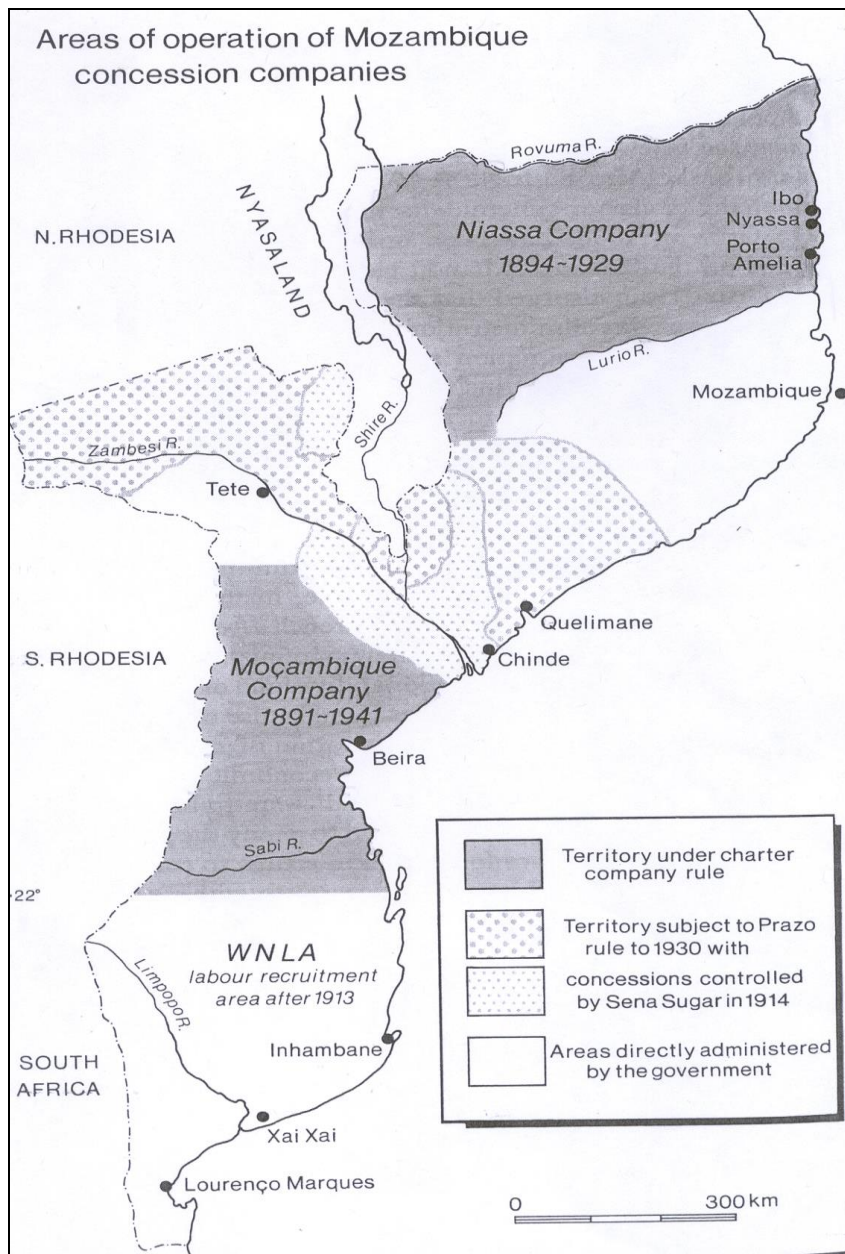 Areas of operation of Mozambique
concession companies
Rovuma R.
NYASALAND
N. RHODESIA
Niassa Company
1894~1929
Ibo
Nyassa
Porto
Amelia
Lurio R.
Mozambique
Shire R.
Zambesi R.
Tete
Quelimane
Chinde
S. RHODESIA
Moçambique
Company
1891~1941
Beira
Sabi R.
22°
WNLA
labour recruitment
area after 1913
Limpopo R.
Inhambane
SOUTH
AFRICA
Xai Xai
Lourenço Marques
Territory under charter
company rule
Territory subject to Prazo
rule to 1930 with
concessions controlled
by Sena Sugar in 1914
Areas directly administered
by the government
0 300 km